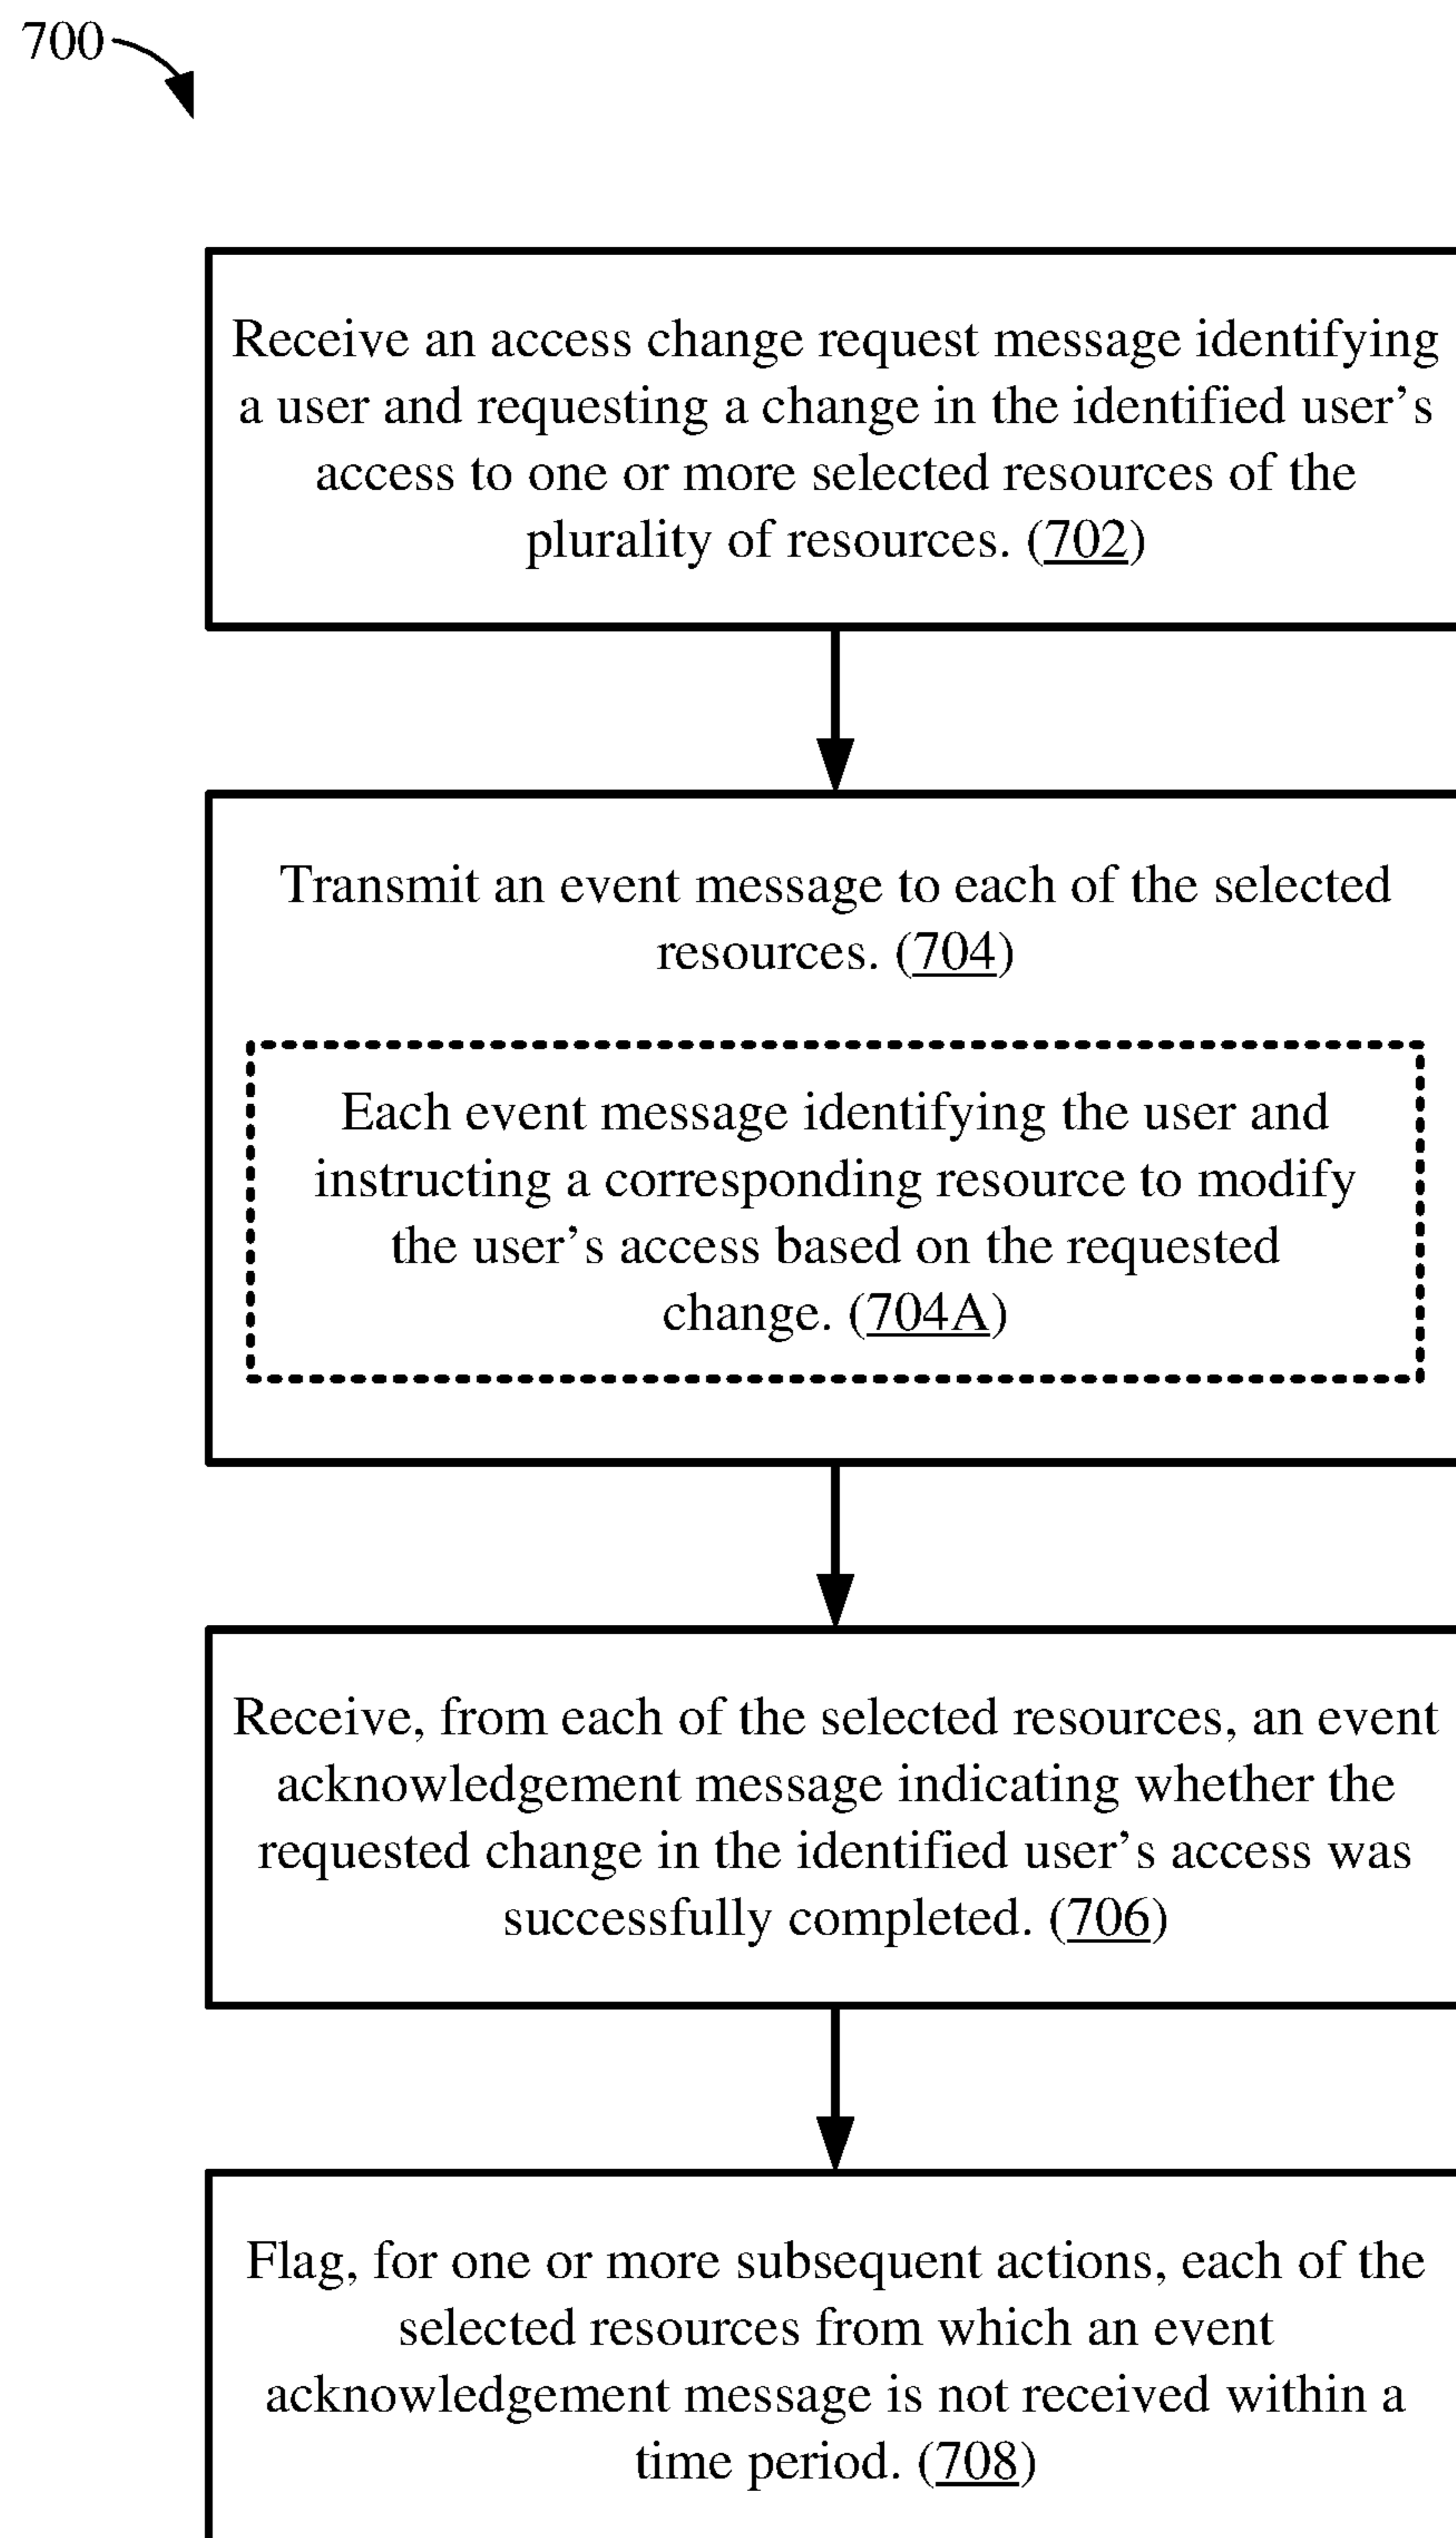 700
Receive an access change request message identifying
a user and requesting a change in the identified user’s
access to one or more selected resources of the
plurality of resources. (702)
Transmit an event message to each of the selected
resources. (704)
Each event message identifying the user and
instructing a corresponding resource to modify
the user’s access based on the requested
change. (704A)
Receive, from each of the selected resources, an event
acknowledgement message indicating whether the
requested change in the identified user’s access was
successfully completed. (706)
Flag, for one or more subsequent actions, each of the
selected resources from which an event
acknowledgement message is not received within a
time period. (708)